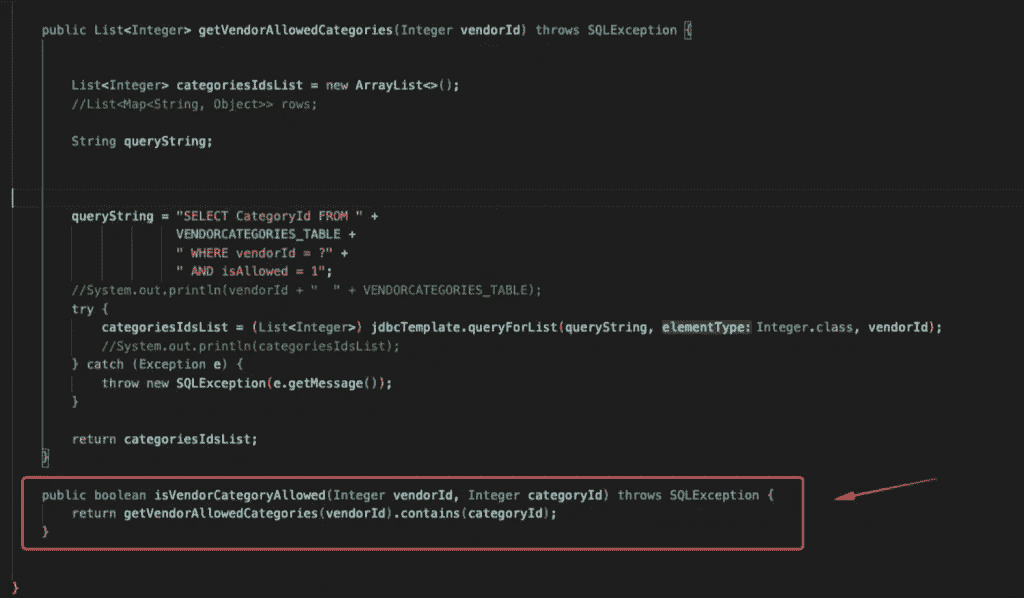 public List<Integer> getVendorAllowedCategories(Integer vendorId) throws SQLException {
List<Integer> categoriesIdsList = new ArrayList<>();
//List<Map<String, Object>> rows;
String queryString;
queryString = "SELECT CategoryId FROM " +
VENDORCATEGORIES_TABLE +
" WHERE vendorId = ?" +
" AND isAllowed = 1";
//System.out.println(vendorId + "  " + VENDORCATEGORIES_TABLE);
try {
categoriesIdsList = (List<Integer>) jdbcTemplate.queryForList(queryString, elementType: Integer.class, vendorId);
//System.out.println(categoriesIdsList);
} catch (Exception e) {
throw new SQLException(e.getMessage());
}
return categoriesIdsList;
}
public boolean isVendorCategoryAllowed(Integer vendorId, Integer categoryId) throws SQLException {
return getVendorAllowedCategories(vendorId).contains(categoryId);
}
}